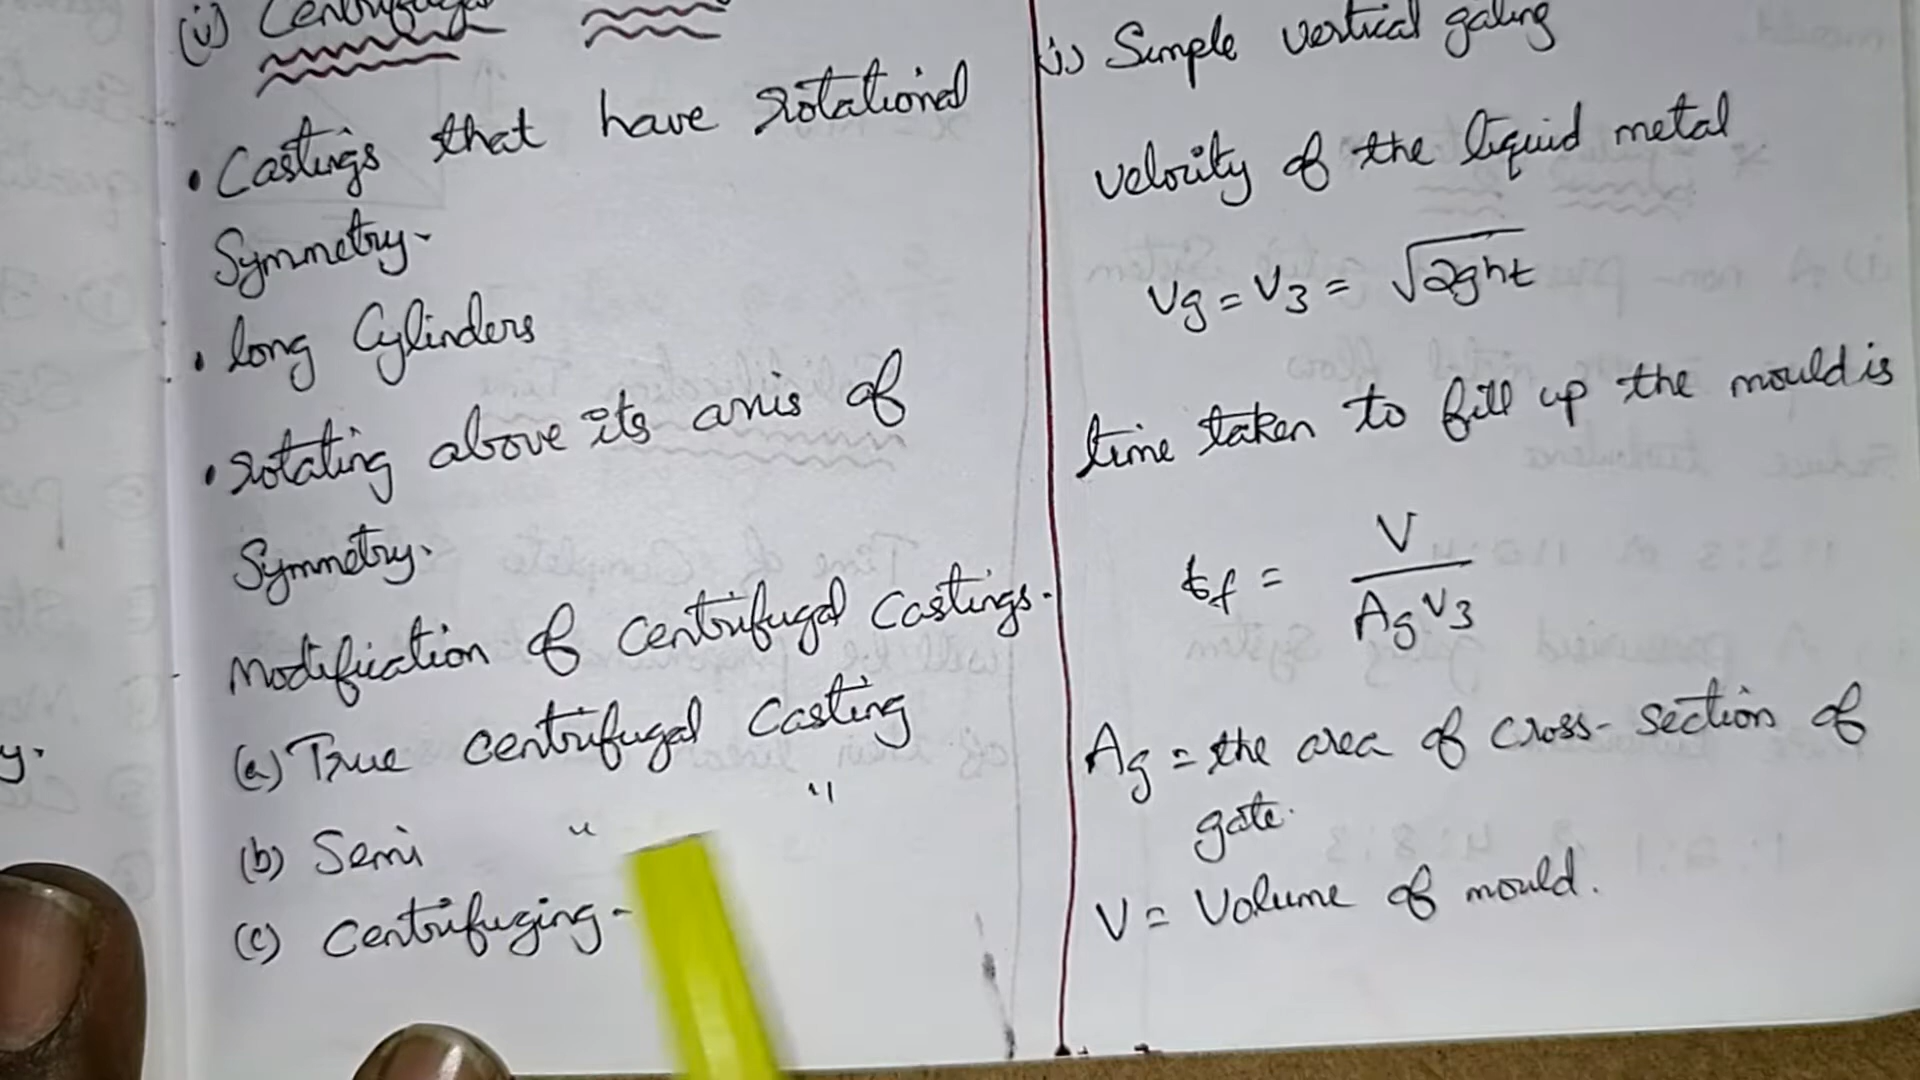 (ii) Centrifugal
• Castings that have rotational
Symmetry.
• long Cylinders
• rotating above its axis of
Symmetry.
Modification of Centrifugal Castings.
(a) True Centrifugal Casting
(b) Semi " "
(c) Centrifuging -
y.
i) Simple vertical gating
velocity of the liquid metal
Vg = V3 = √2ght
time taken to fill up the mould is
tf = V / Ag V3
Ag = the area of cross-section of
gate.
V = Volume of mould.